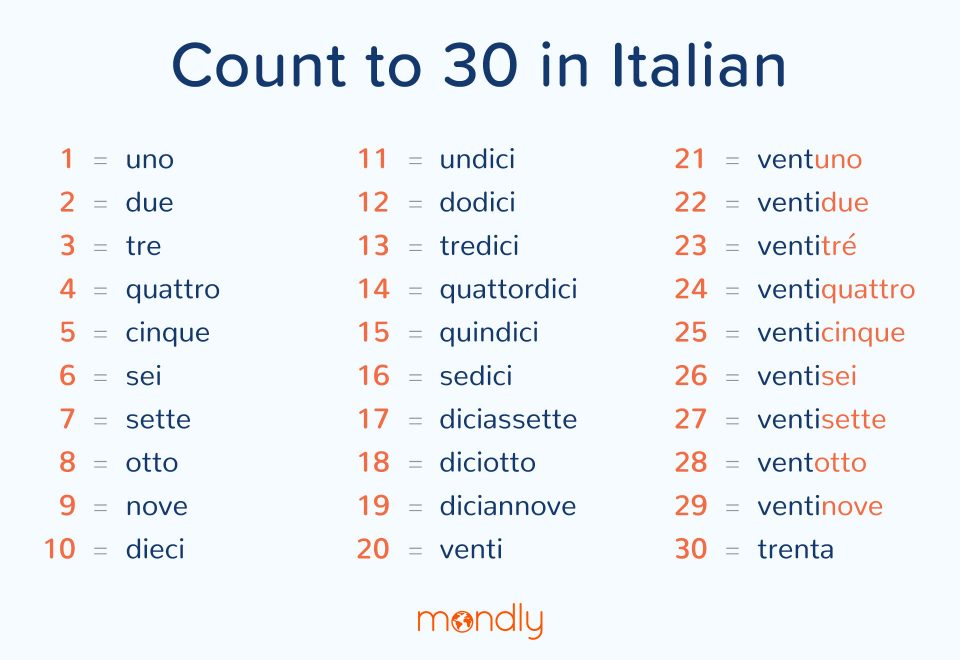 Count to 30 in Italian
1 = uno
2 = due
3 = tre
4 = quattro
5 = cinque
6 = sei
7 = sette
8 = otto
9 = nove
10 = dieci
11 = undici
12 = dodici
13 = tredici
14 = quattordici
15 = quindici
16 = sedici
17 = diciassette
18 = diciotto
19 = diciannove
20 = venti
21 = ventuno
22 = ventidue
23 = ventitré
24 = ventiquattro
25 = venticinque
26 = ventisei
27 = ventisette
28 = ventotto
29 = ventinove
30 = trenta
mondly